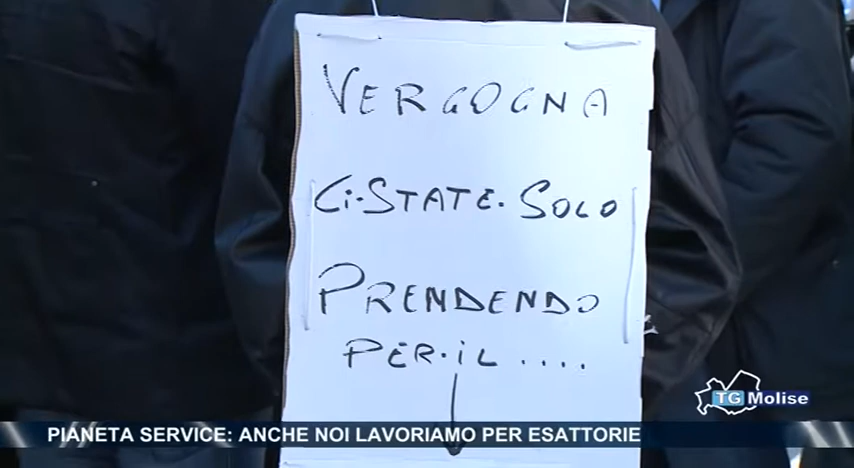 VERGOGNA
Ci.STATE.SOLO
PRENDENDO
PER.iL....
TG Molise
PIANETA SERVICE: ANCHE NOI LAVORIAMO PER ESATTORIE